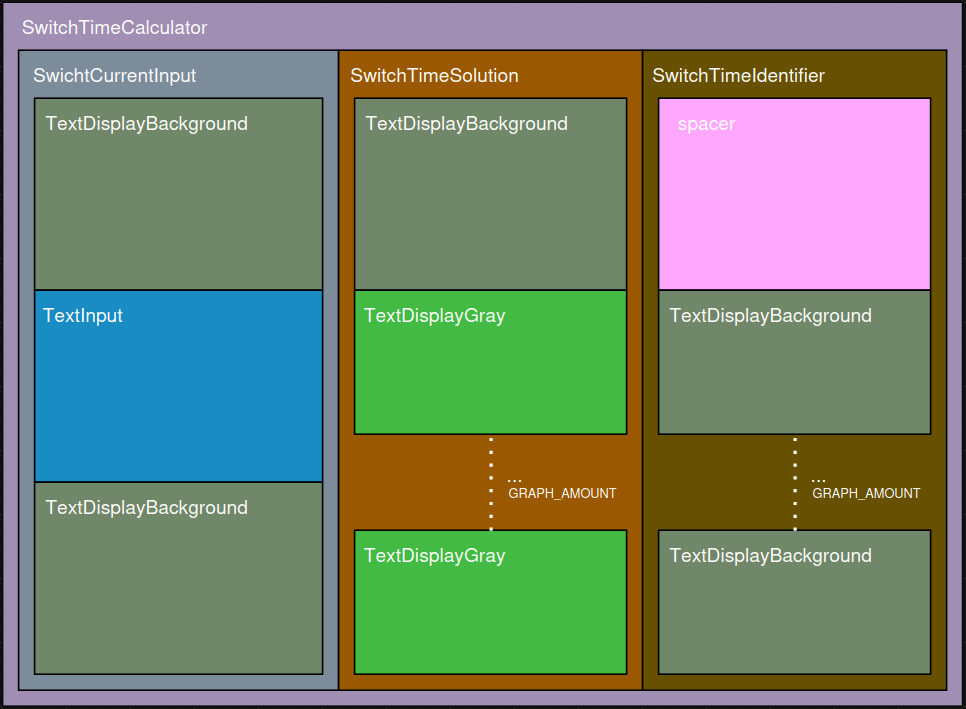 SwitchTimeCalculator
SwichtCurrentInput
TextDisplayBackground
TextInput
TextDisplayBackground
SwitchTimeSolution
TextDisplayBackground
TextDisplayGray
...
GRAPH_AMOUNT
TextDisplayGray
SwitchTimeIdentifier
spacer
TextDisplayBackground
...
GRAPH_AMOUNT
TextDisplayBackground